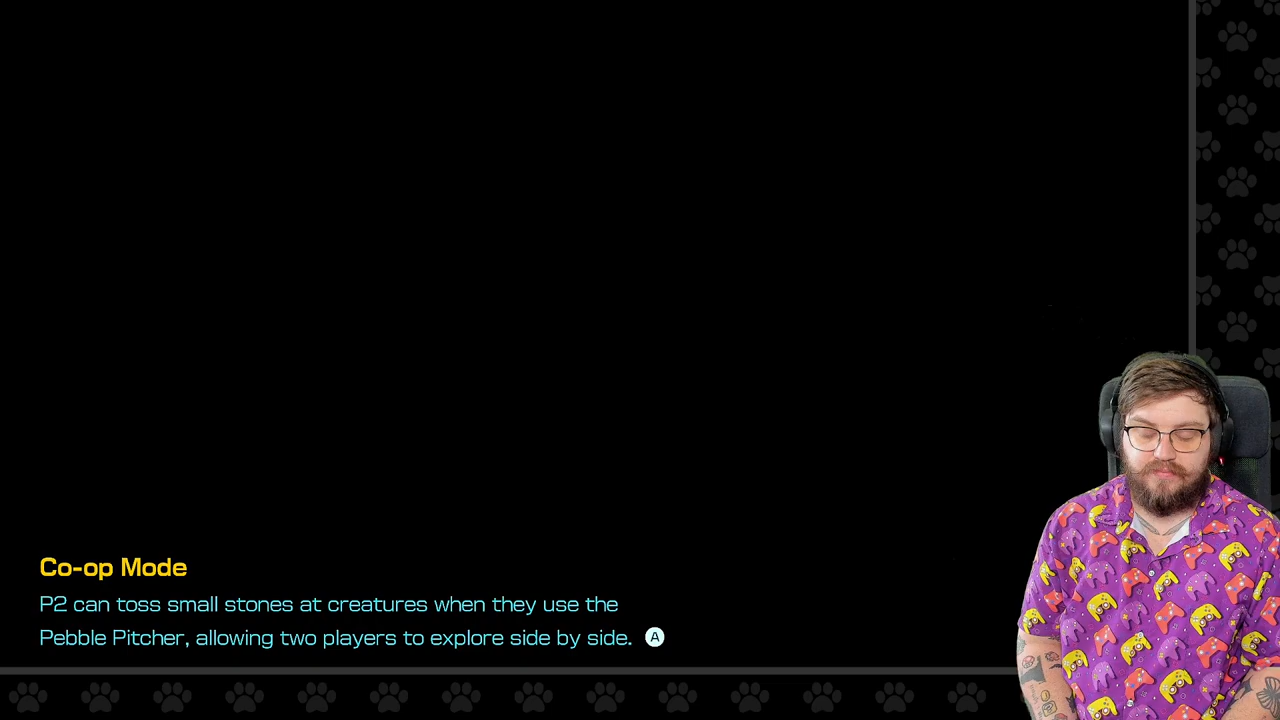 Co-op Mode
P2 can toss small stones at creatures when they use the
Pebble Pitcher, allowing two players to explore side by side. A